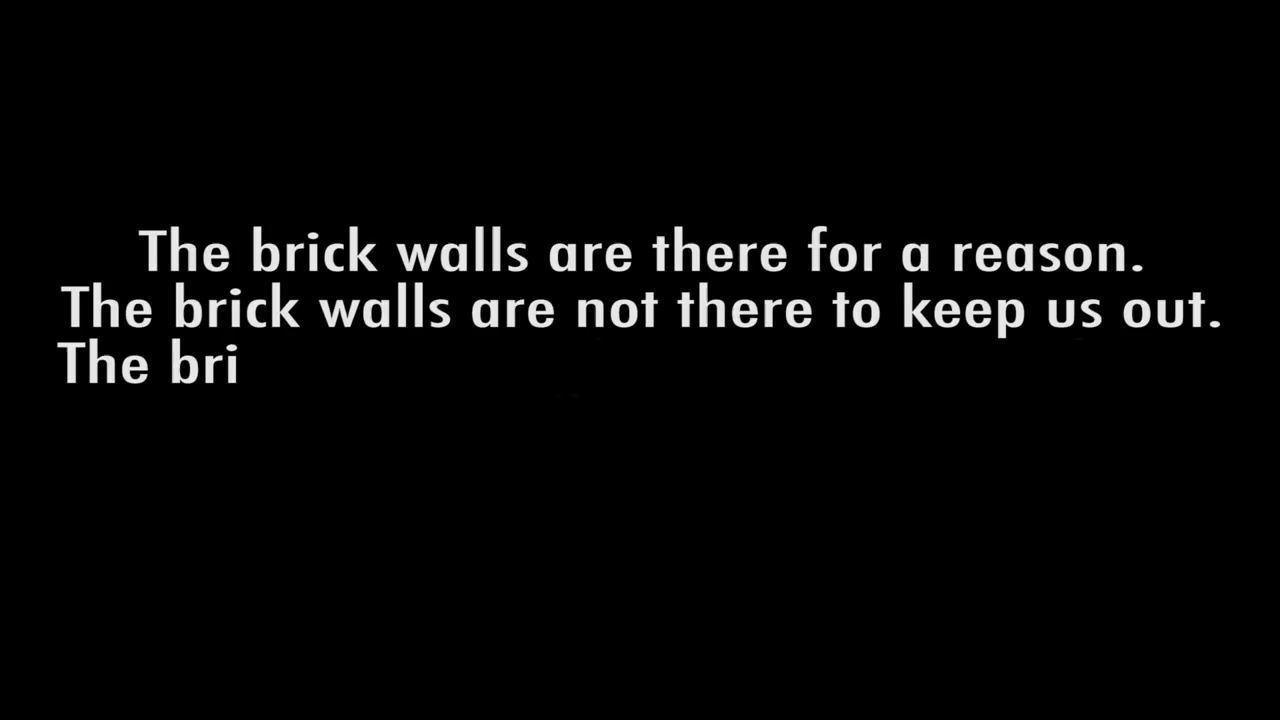 The brick walls are there for a reason.
The brick walls are not there to keep us out.
The bri